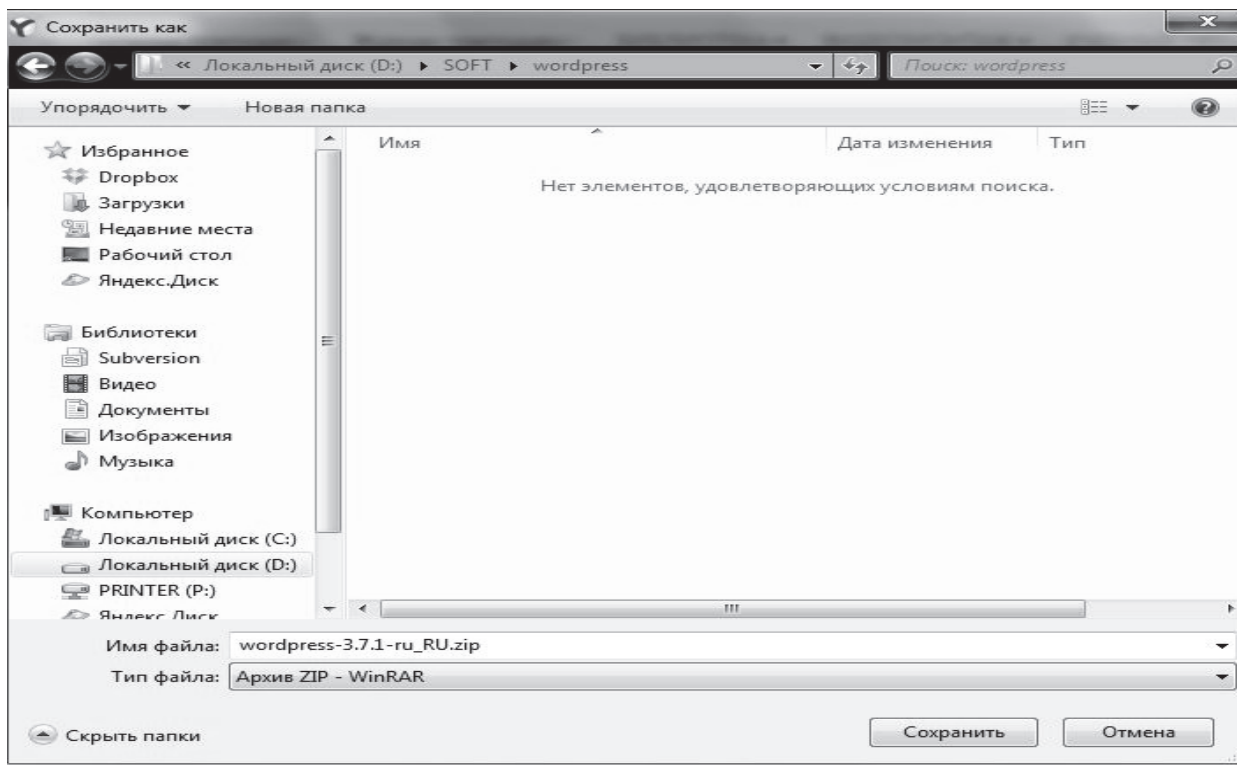 Сохранить как
« Локальный диск (D:) ▸ SOFT ▸ wordpress
Поиск: wordpress
Упорядочить ▾ Новая папка
Имя Дата изменения Тип
Нет элементов, удовлетворяющих условиям поиска.
Избранное
Dropbox
Загрузки
Недавние места
Рабочий стол
Яндекс.Диск
Библиотеки
Subversion
Видео
Документы
Изображения
Музыка
Компьютер
Локальный диск (C:)
Локальный диск (D:)
PRINTER (P:)
Яндекс.Диск
Имя файла: wordpress-3.7.1-ru_RU.zip
Тип файла: Архив ZIP - WinRAR
Скрыть папки
Сохранить Отмена